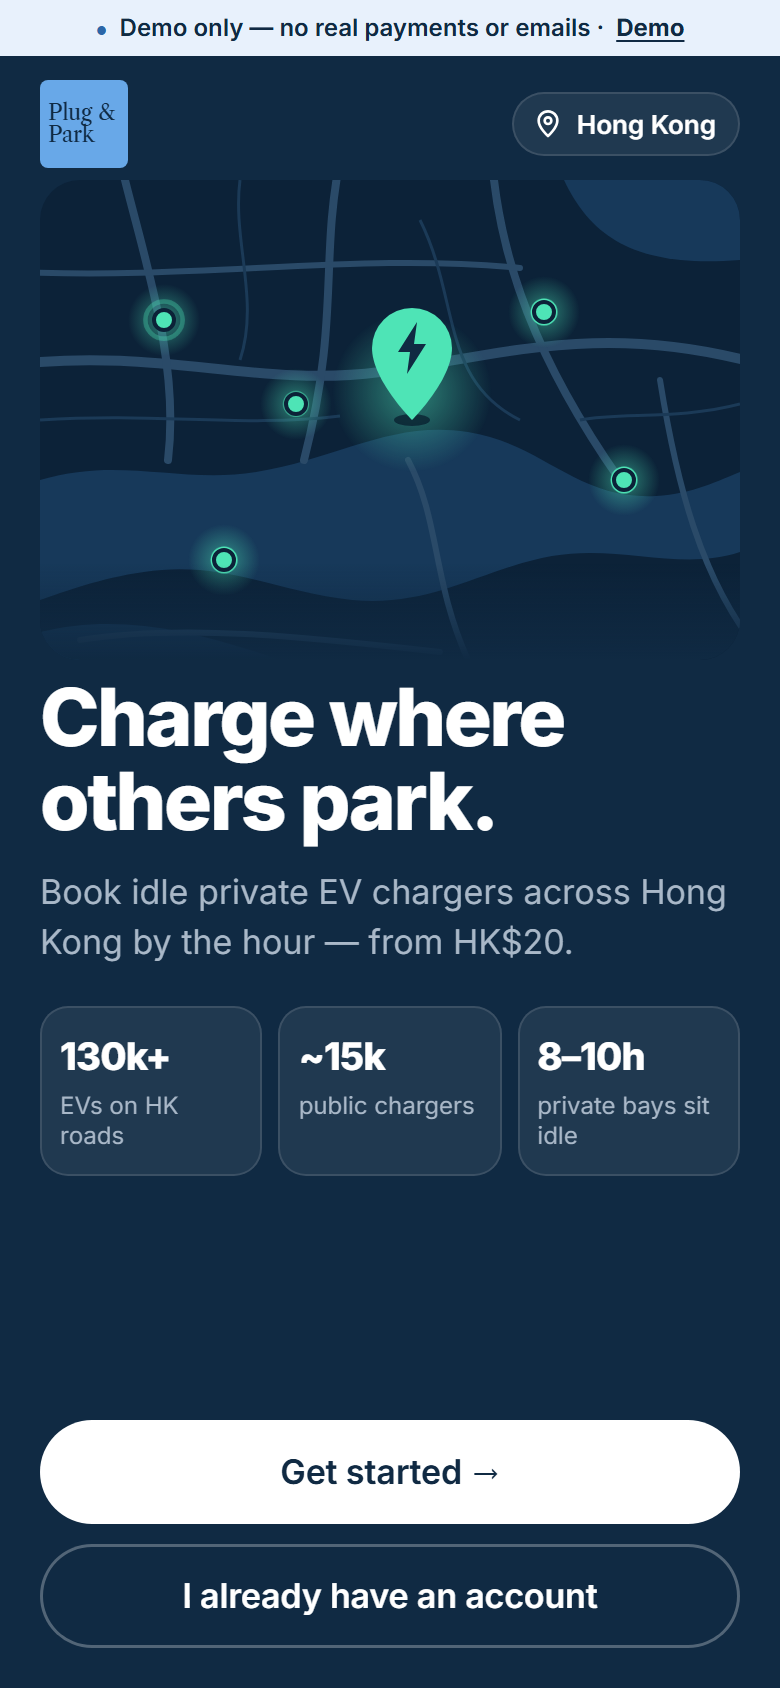 Demo only — no real payments or emails · Demo
Plug &
Park
Hong Kong
Charge where
others park.
Book idle private EV chargers across Hong
Kong by the hour — from HK$20.
130k+
EVs on HK
roads
~15k
public chargers
8–10h
private bays sit
idle
Get started →
I already have an account